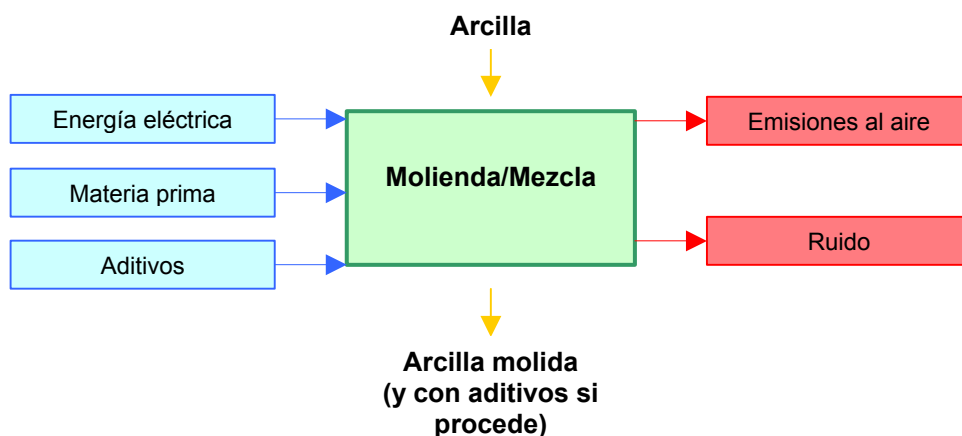 Arcilla
Energía eléctrica
Materia prima
Aditivos
Molienda/Mezcla
Emisiones al aire
Ruido
Arcilla molida
(y con aditivos si
procede)